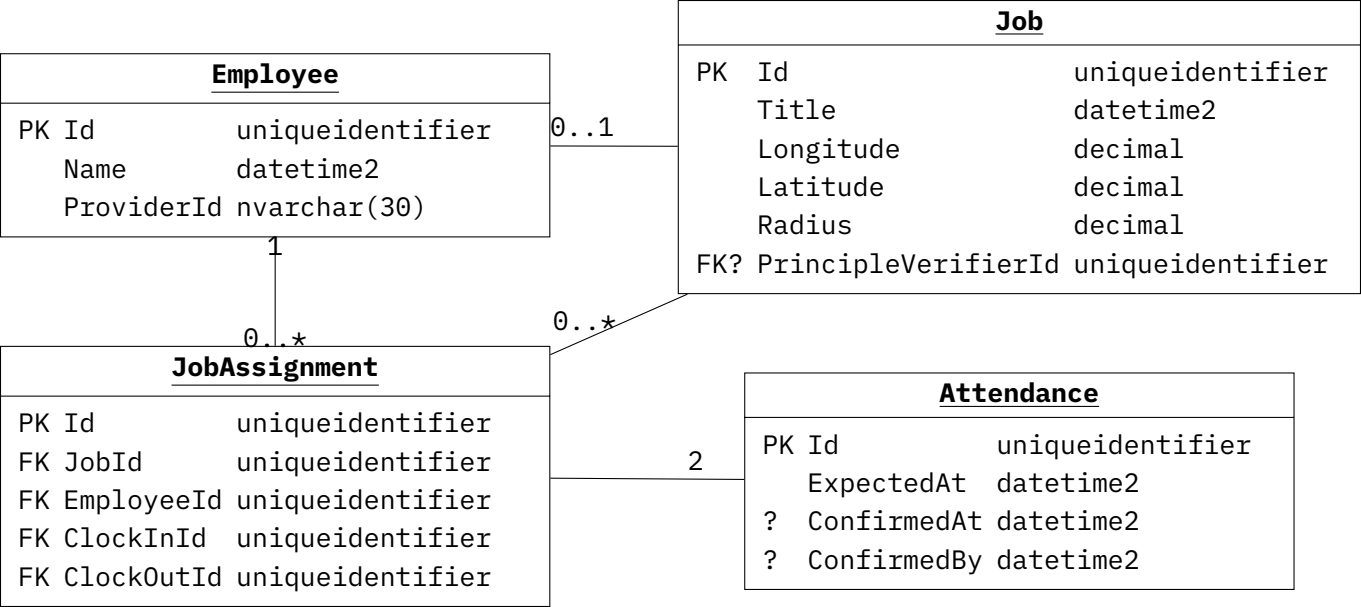 Employee
PK Id uniqueidentifier
Name datetime2
ProviderId nvarchar(30)
0..1
Job
PK Id uniqueidentifier
Title datetime2
Longitude decimal
Latitude decimal
Radius decimal
FK? PrincipleVerifierId uniqueidentifier
1
0..*
0..*
JobAssignment
PK Id uniqueidentifier
FK JobId uniqueidentifier
FK EmployeeId uniqueidentifier
FK ClockInId uniqueidentifier
FK ClockOutId uniqueidentifier
2
Attendance
PK Id uniqueidentifier
ExpectedAt datetime2
? ConfirmedAt datetime2
? ConfirmedBy datetime2